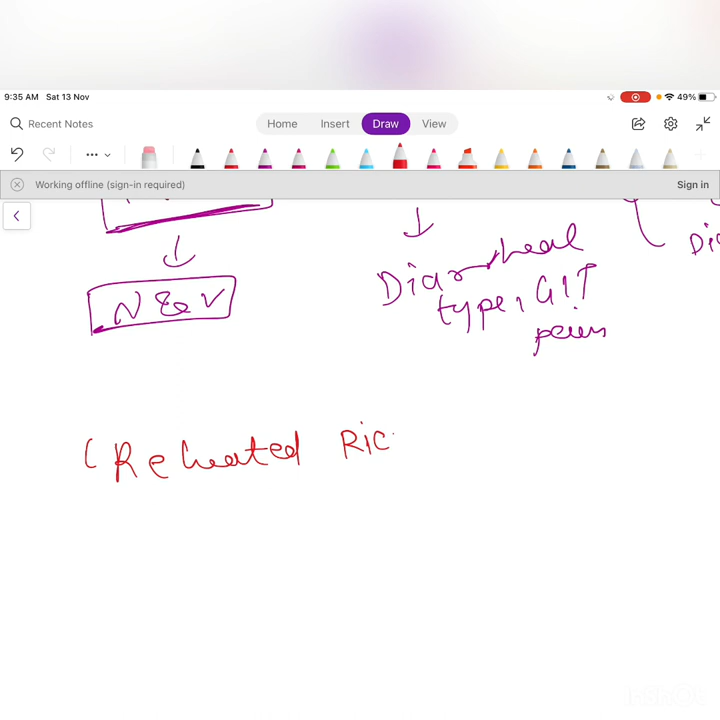 9:35 AM Sat 13 Nov 49%
Recent Notes Home Insert Draw View
Working offline (sign-in required) Sign in
Diarrheal
type, GIT
pain
N & V
(Reheated Ric